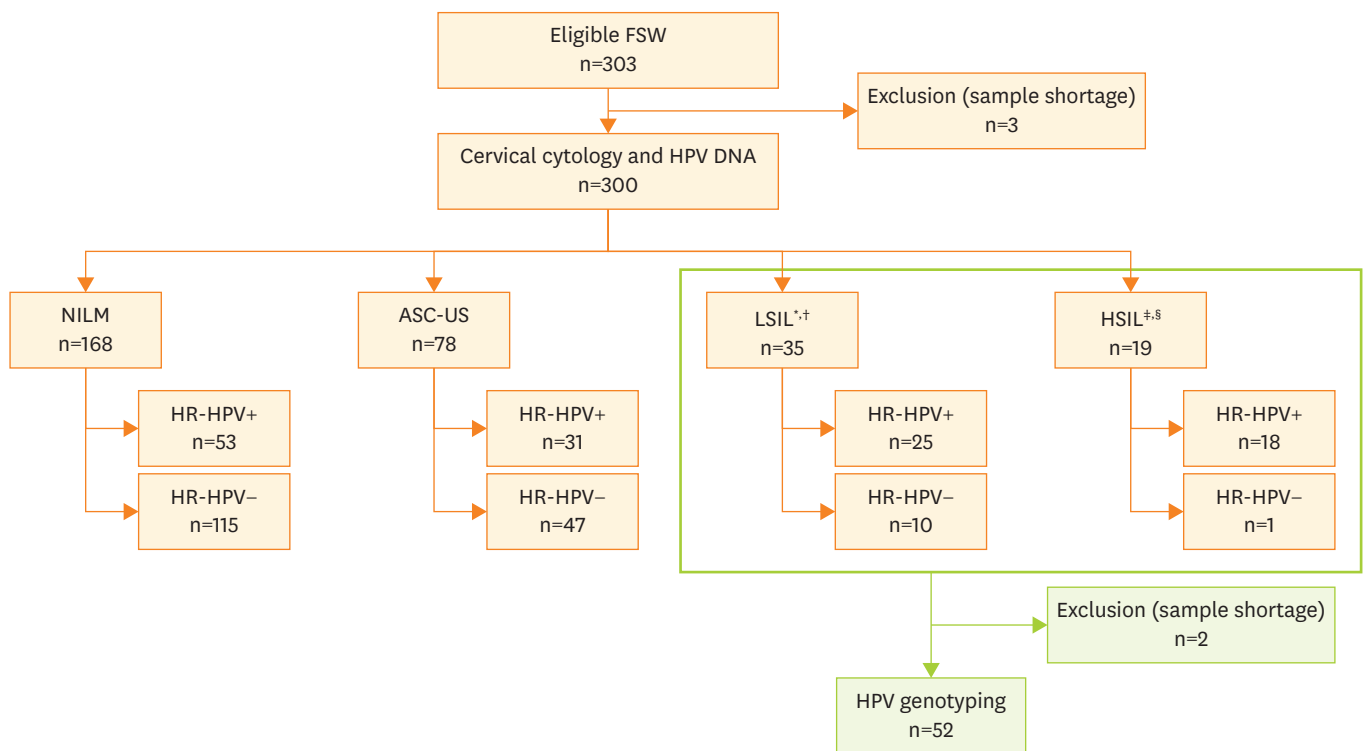 Eligible FSW
n=303
Exclusion (sample shortage)
n=3
Cervical cytology and HPV DNA
n=300
NILM
n=168
HR-HPV+
n=53
HR-HPV−
n=115
ASC-US
n=78
HR-HPV+
n=31
HR-HPV−
n=47
LSIL*,†
n=35
HR-HPV+
n=25
HR-HPV−
n=10
HSIL‡,§
n=19
HR-HPV+
n=18
HR-HPV−
n=1
Exclusion (sample shortage)
n=2
HPV genotyping
n=52